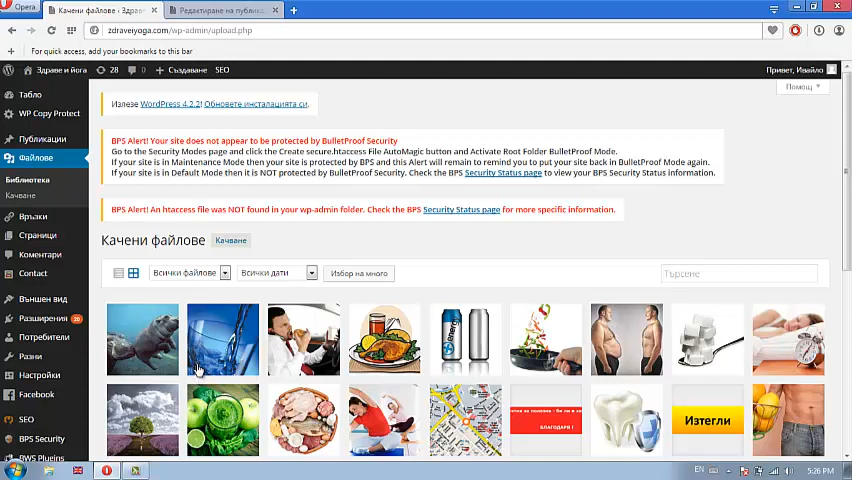 Opera
Качени файлове ‹ Здраве
Редактиране на публика
zdraveiyoga.com/wp-admin/upload.php
For quick access, add your bookmarks to this bar
Здраве и йога
28
0
Създаване
SEO
Привет, Ивайло
Помощ
Табло
WP Copy Protect
Публикации
Файлове
Библиотека
Качване
Връзки
Страници
Коментари
Contact
Външен вид
Разширения 20
Потребители
Разни
Настройки
Facebook
SEO
BPS Security
BWS Plugins
Излезе WordPress 4.2.2! Обновете инсталацията си.
BPS Alert! Your site does not appear to be protected by BulletProof Security
Go to the Security Modes page and click the Create secure.htaccess File AutoMagic button and Activate Root Folder BulletProof Mode.
If your site is in Maintenance Mode then your site is protected by BPS and this Alert will remain to remind you to put your site back in BulletProof Mode again.
If your site is in Default Mode then it is NOT protected by BulletProof Security. Check the BPS Security Status page to view your BPS Security Status information.
BPS Alert! An htaccess file was NOT found in your wp-admin folder. Check the BPS Security Status page for more specific information.
Качени файлове
Качване
Всички файлове
Всички дати
Избор на много
Търсене
energy
БЛАГОДАРЯ !
Изтегли
EN
5:26 PM